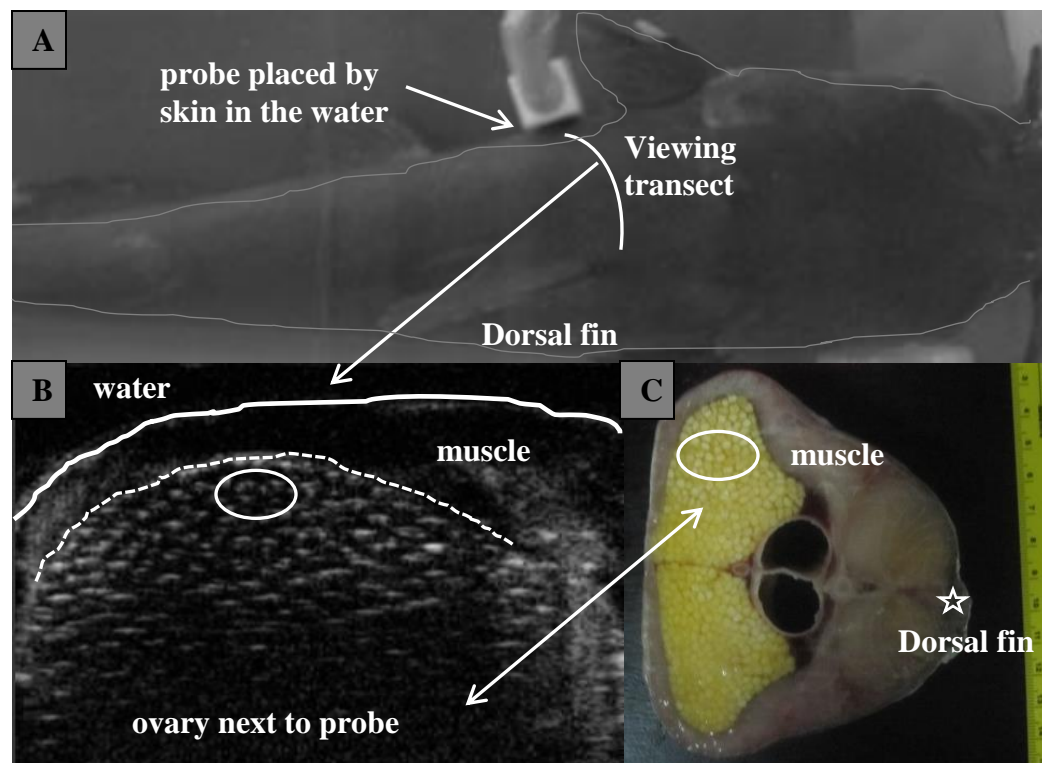 A
probe placed by
skin in the water
Viewing
transect
Dorsal fin
B
water
muscle
ovary next to probe
C
muscle
Dorsal fin